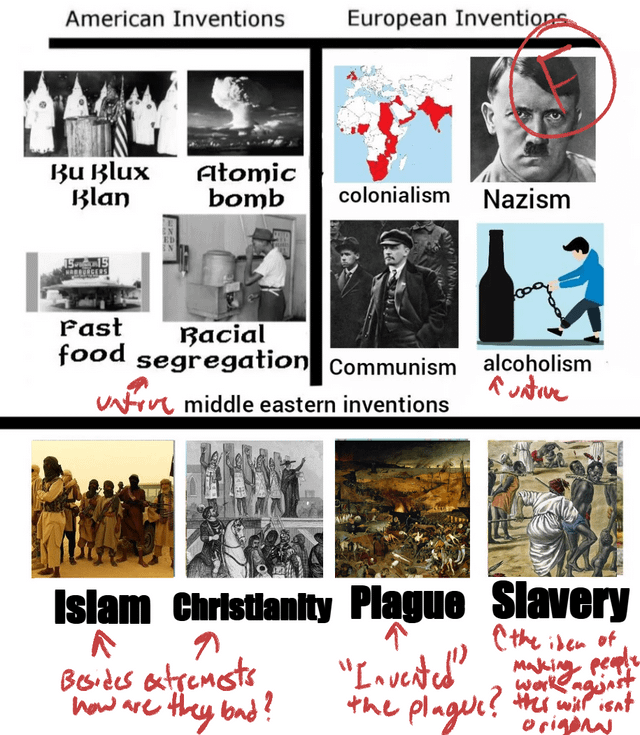 American Inventions
European Inventions
F
Ku Klux
Klan
Atomic
bomb
colonialism
Nazism
15
15
HAMBURGERS
Fast
food
Racial
segregation
Communism
alcoholism
untrue
untrue
middle eastern inventions
Islam
Christianity
Plague
Slavery
Besides extremests
how are they bad?
"Invented"
the plague?
the idea of
making people
work against
their will isnt